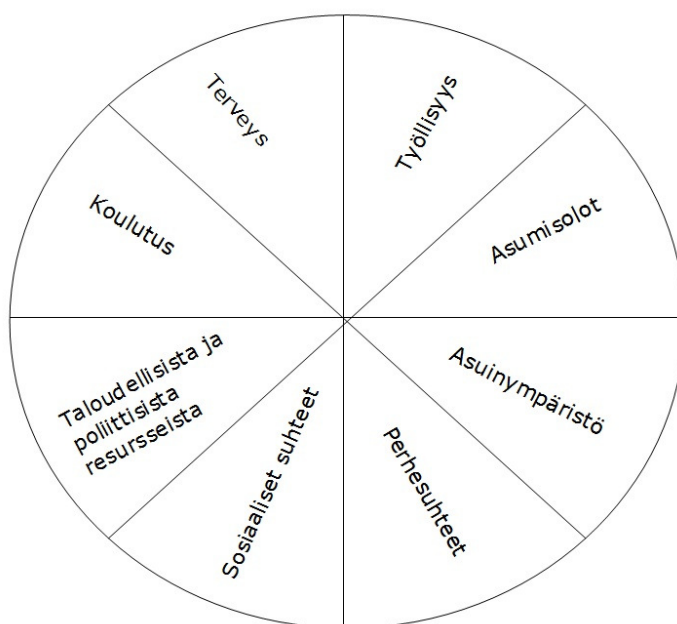 Terveys
Työllisyys
Koulutus
Asumisolot
Taloudellisista ja
poliittisista
resursseista
Asuinympäristö
Sosiaaliset suhteet
Perhesuhteet